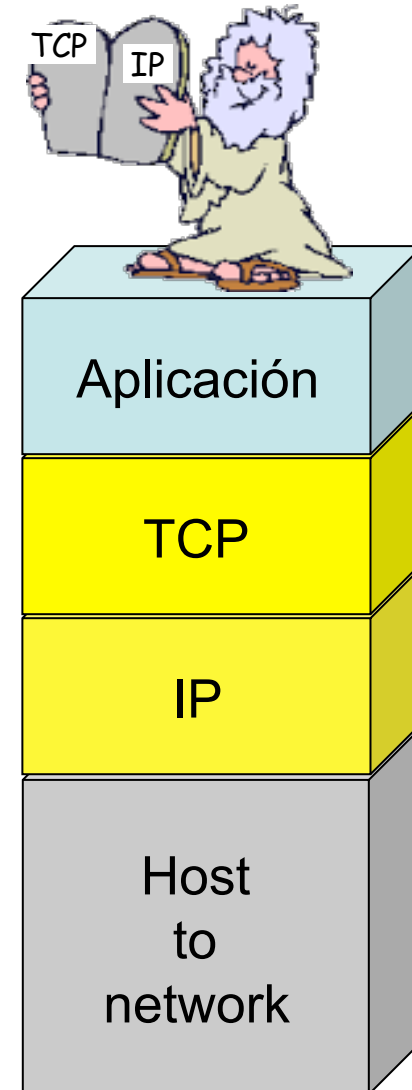 TCP
IP
Aplicación
TCP
IP
Host
to
network